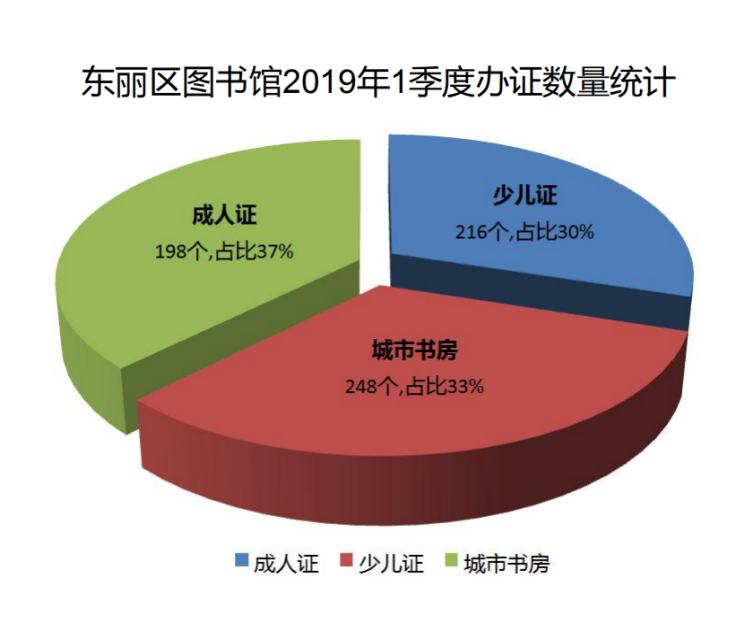 东丽区图书馆2019年1季度办证数量统计
少儿证
216个,占比30%
成人证
198个,占比37%
城市书房
248个,占比33%
成人证 少儿证 城市书房